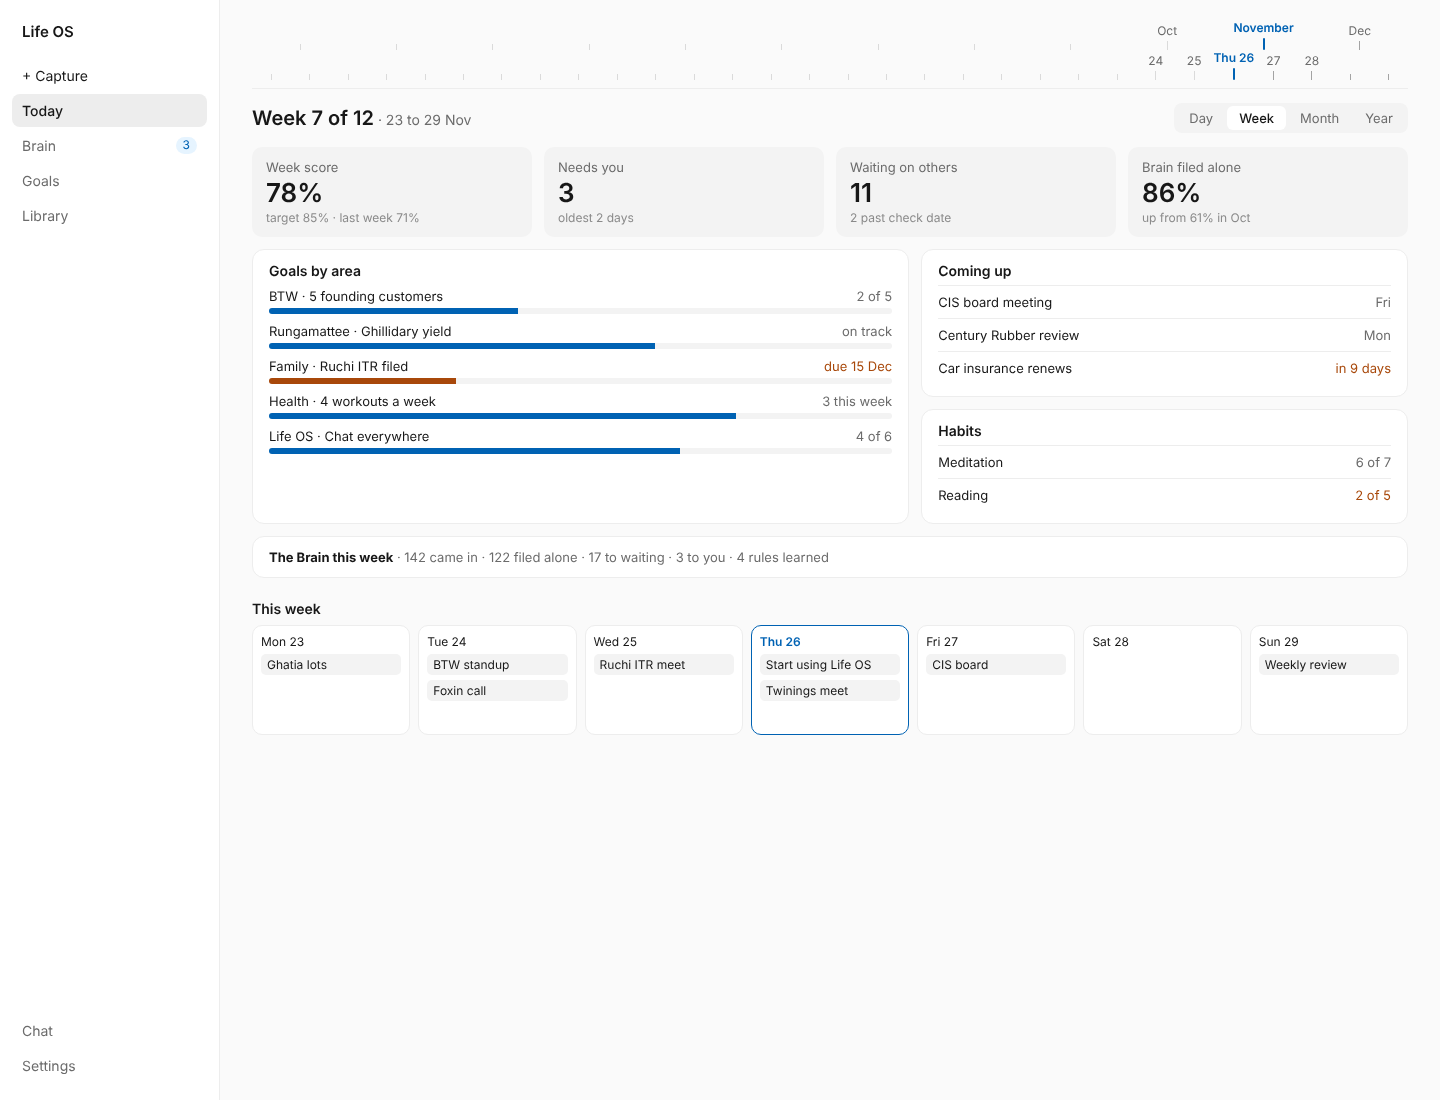 Life OS
+ Capture
Today
Brain 3
Goals
Library
Chat
Settings
Oct November Dec
24 25 Thu 26 27 28
Week 7 of 12 · 23 to 29 Nov
Day Week Month Year
Week score
78%
target 85% · last week 71%
Needs you
3
oldest 2 days
Waiting on others
11
2 past check date
Brain filed alone
86%
up from 61% in Oct
Goals by area
BTW · 5 founding customers 2 of 5
Rungamattee · Ghillidary yield on track
Family · Ruchi ITR filed due 15 Dec
Health · 4 workouts a week 3 this week
Life OS · Chat everywhere 4 of 6
Coming up
CIS board meeting Fri
Century Rubber review Mon
Car insurance renews in 9 days
Habits
Meditation 6 of 7
Reading 2 of 5
The Brain this week · 142 came in · 122 filed alone · 17 to waiting · 3 to you · 4 rules learned
This week
Mon 23
Ghatia lots
Tue 24
BTW standup
Foxin call
Wed 25
Ruchi ITR meet
Thu 26
Start using Life OS
Twinings meet
Fri 27
CIS board
Sat 28
Sun 29
Weekly review